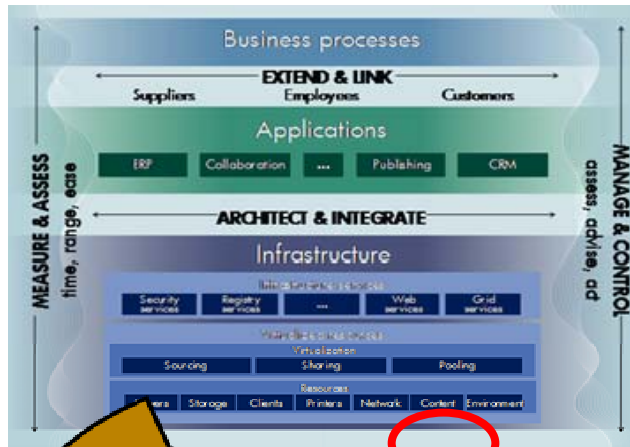 Business processes
EXTEND & LINK
Suppliers Employees Customers
Applications
ERP Collaboration ... Publishing CRM
ARCHITECT & INTEGRATE
Infrastructure
Security services Registry services ... Web services Grid services
Virtualization
Sourcing Sharing Pooling
Resources
Storage Clients Printers Network Content Environment
MEASURE & ASSESS
time, range, ease
MANAGE & CONTROL
assess, advise, ad